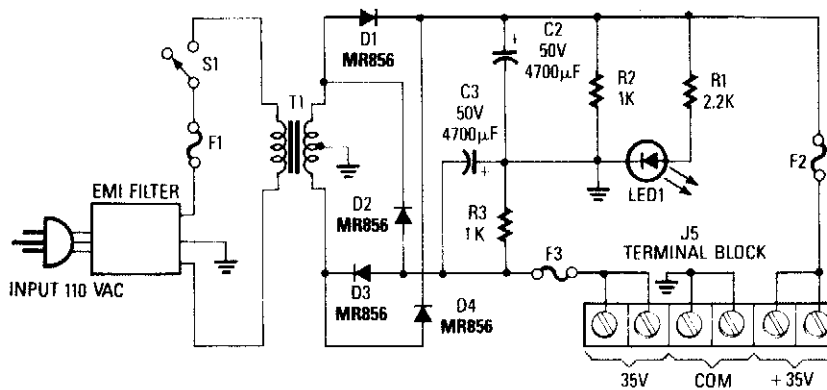 D1
MR856
C2
50V
4700µF
S1
T1
C3
50V
4700µF
R2
1K
R1
2.2K
F1
F2
EMI FILTER
LED1
D2
MR856
R3
1K
J5
TERMINAL BLOCK
F3
INPUT 110 VAC
D3
MR856
D4
MR856
35V
COM
+ 35V